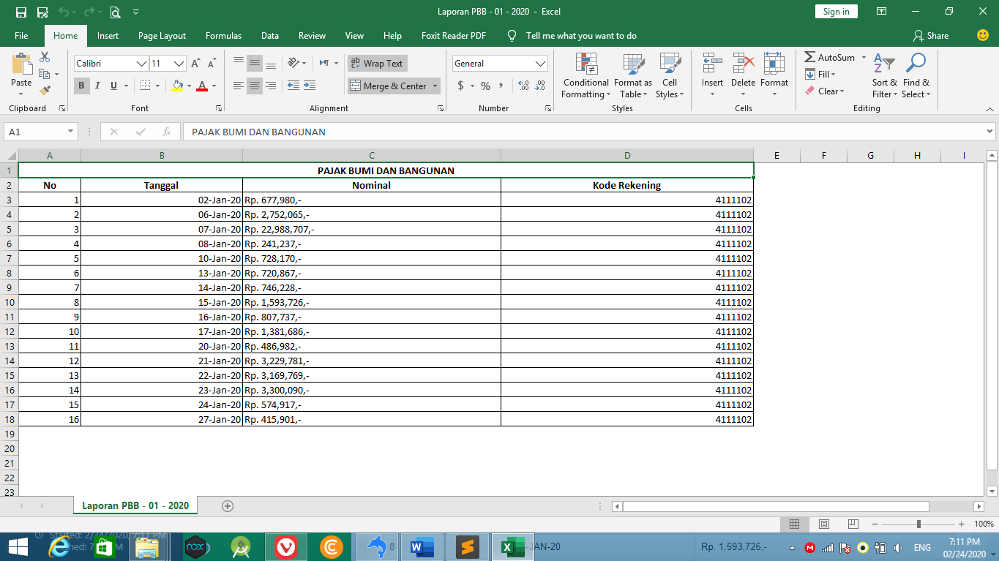 Laporan PBB - 01 - 2020 - Excel
Sign in
File Home Insert Page Layout Formulas Data Review View Help Foxit Reader PDF Tell me what you want to do Share
Calibri 11 Wrap Text General AutoSum
Paste B I U Merge & Center $ % Conditional Formatting Format as Table Cell Styles Insert Delete Format Fill Clear Sort & Filter Find & Select
Clipboard Font Alignment Number Styles Cells Editing
A1 fx PAJAK BUMI DAN BANGUNAN
A B C D E F G H I
1 PAJAK BUMI DAN BANGUNAN
2 No Tanggal Nominal Kode Rekening
3 1 02-Jan-20 Rp. 677,980,- 4111102
4 2 06-Jan-20 Rp. 2,752,065,- 4111102
5 3 07-Jan-20 Rp. 22,988,707,- 4111102
6 4 08-Jan-20 Rp. 241,237,- 4111102
7 5 10-Jan-20 Rp. 728,170,- 4111102
8 6 13-Jan-20 Rp. 720,867,- 4111102
9 7 14-Jan-20 Rp. 746,228,- 4111102
10 8 15-Jan-20 Rp. 1,593,726,- 4111102
11 9 16-Jan-20 Rp. 807,737,- 4111102
12 10 17-Jan-20 Rp. 1,381,686,- 4111102
13 11 20-Jan-20 Rp. 486,982,- 4111102
14 12 21-Jan-20 Rp. 3,229,781,- 4111102
15 13 22-Jan-20 Rp. 3,169,769,- 4111102
16 14 23-Jan-20 Rp. 3,300,090,- 4111102
17 15 24-Jan-20 Rp. 574,917,- 4111102
18 16 27-Jan-20 Rp. 415,901,- 4111102
19
20
21
22
23
Laporan PBB - 01 - 2020
100%
8 -JAN-20 Rp. 1,593,726,- ENG 7:11 PM
02/24/2020